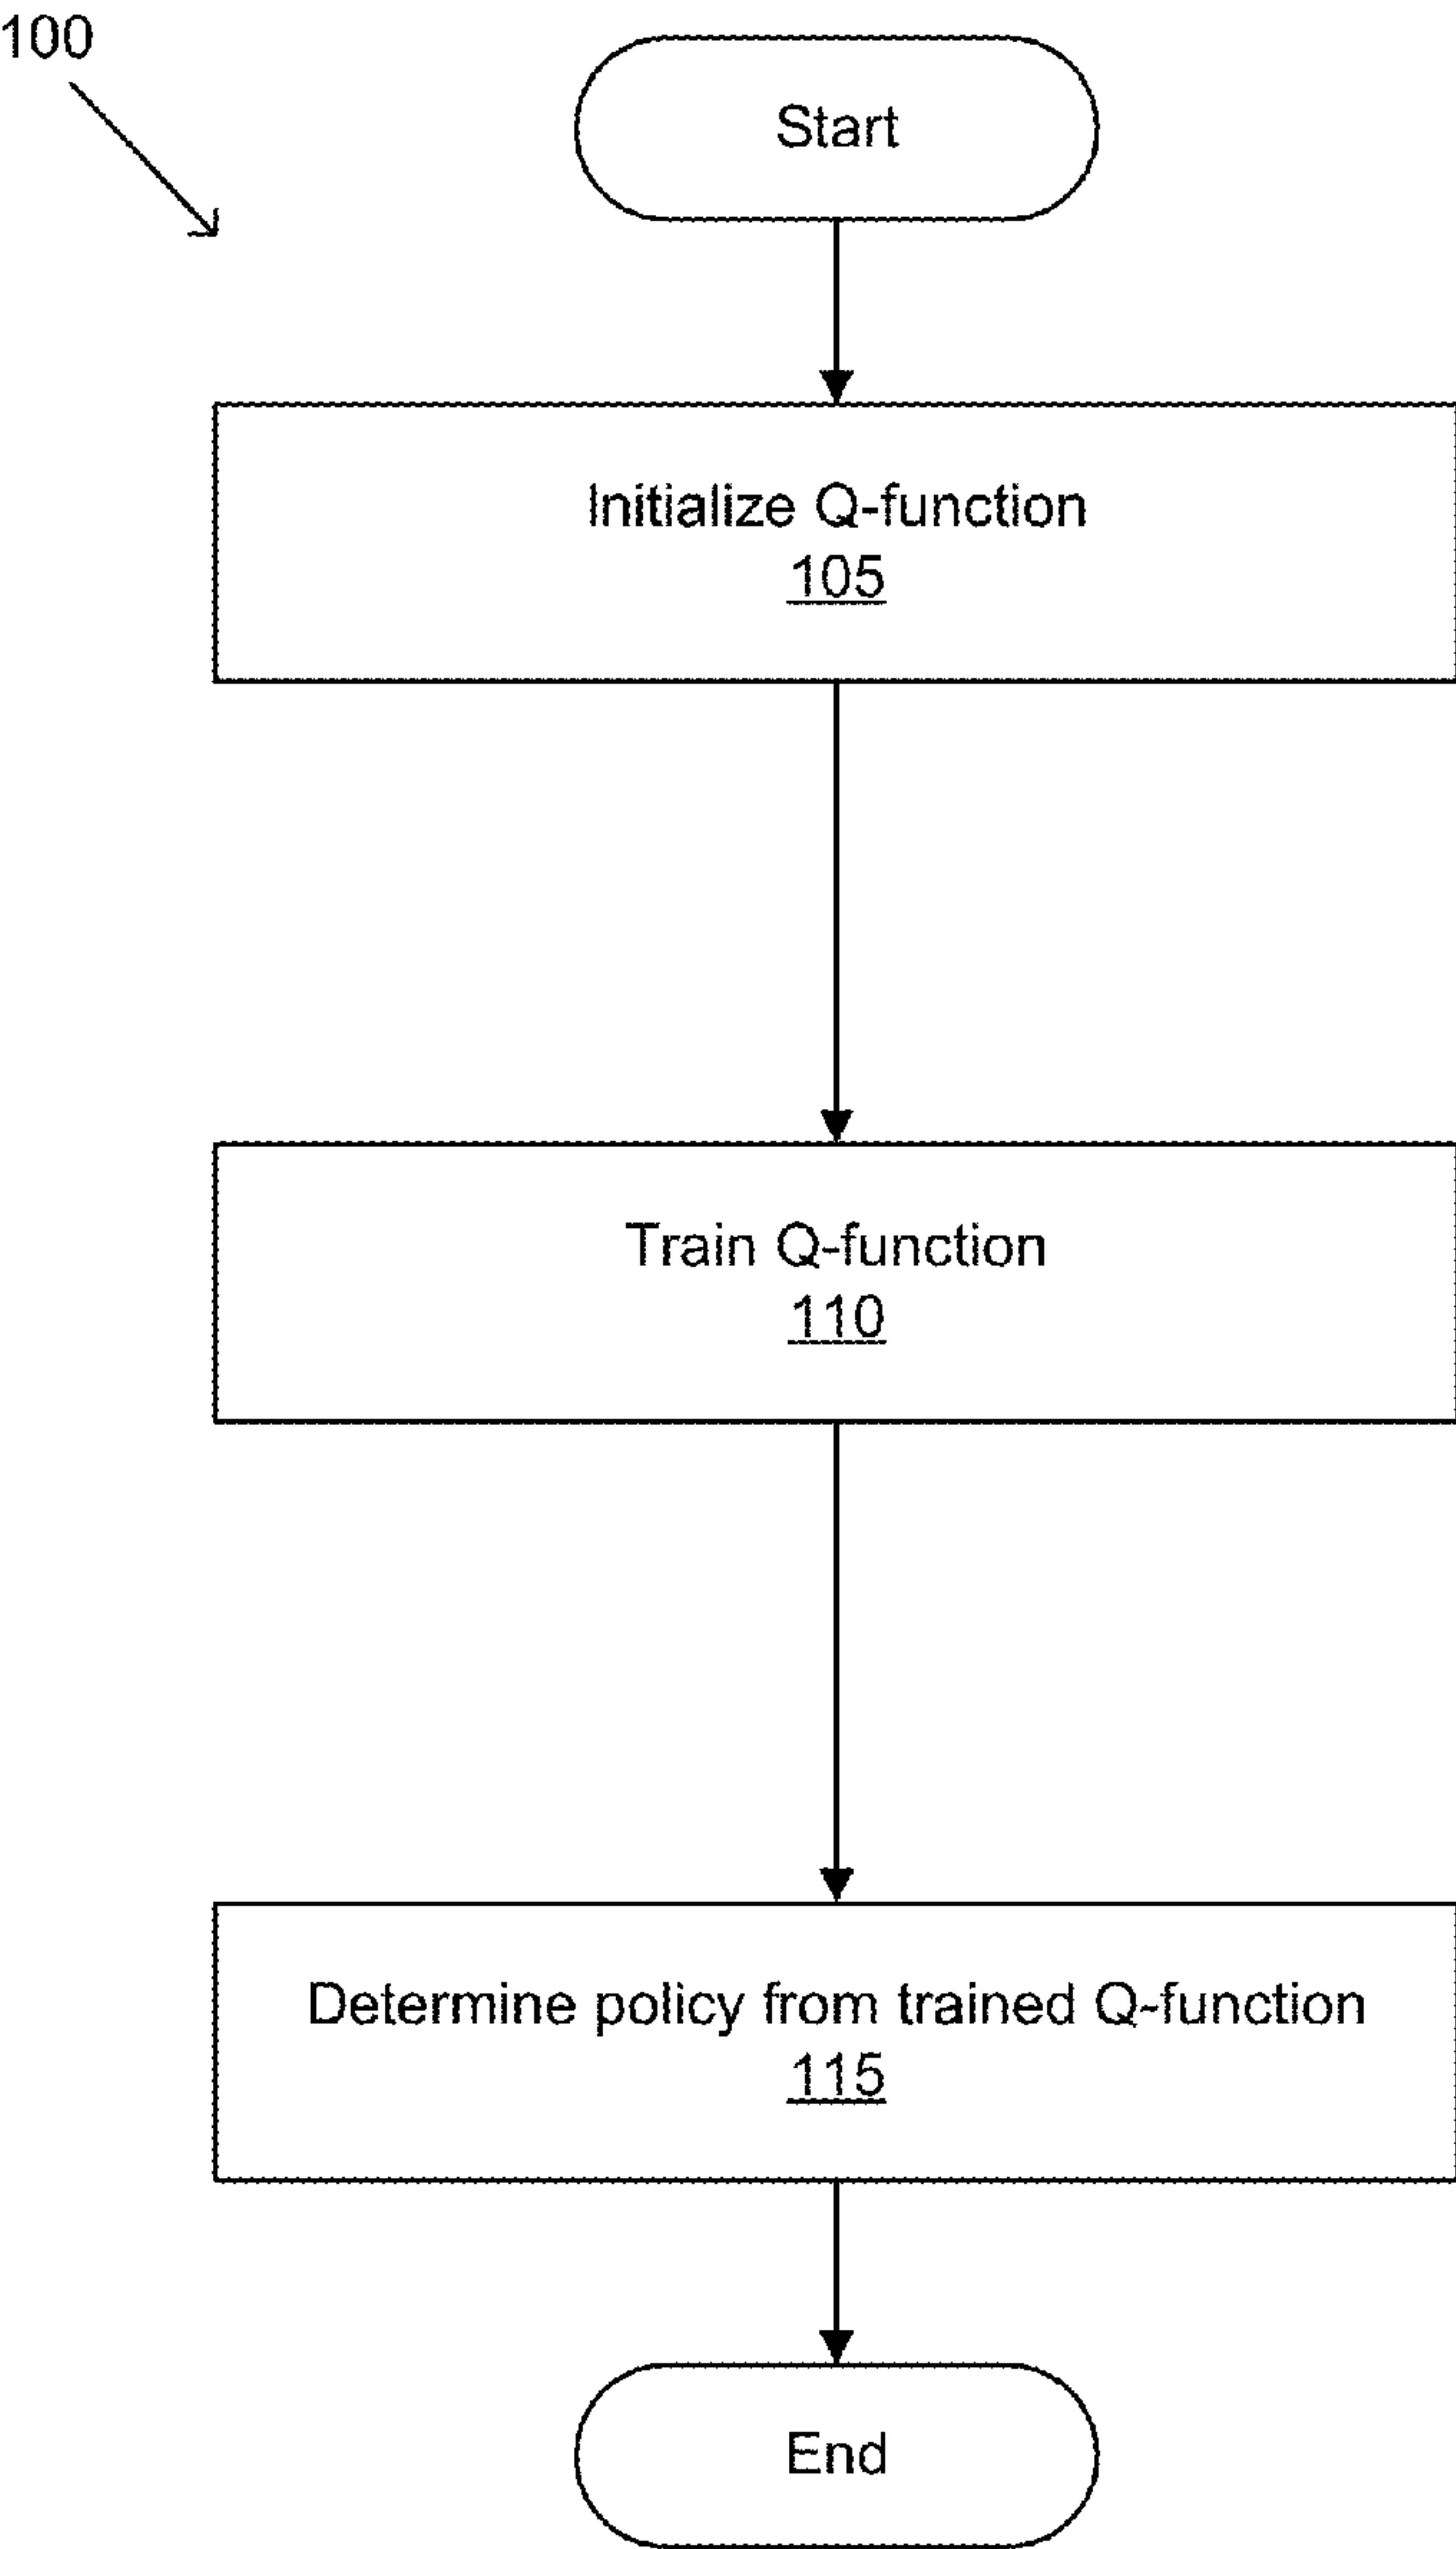 100
Start
Initialize Q-function
105
Train Q-function
110
Determine policy from trained Q-function
115
End